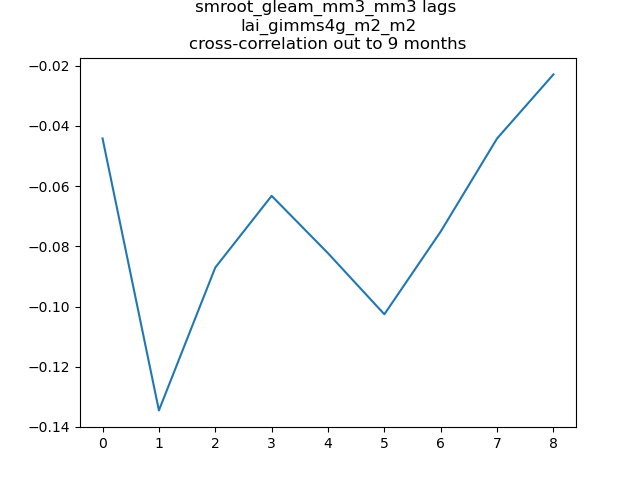 smroot_gleam_mm3_mm3 lags
lai_gimms4g_m2_m2
cross-correlation out to 9 months
−0.02
−0.04
−0.06
−0.08
−0.10
−0.12
−0.14
0 1 2 3 4 5 6 7 8